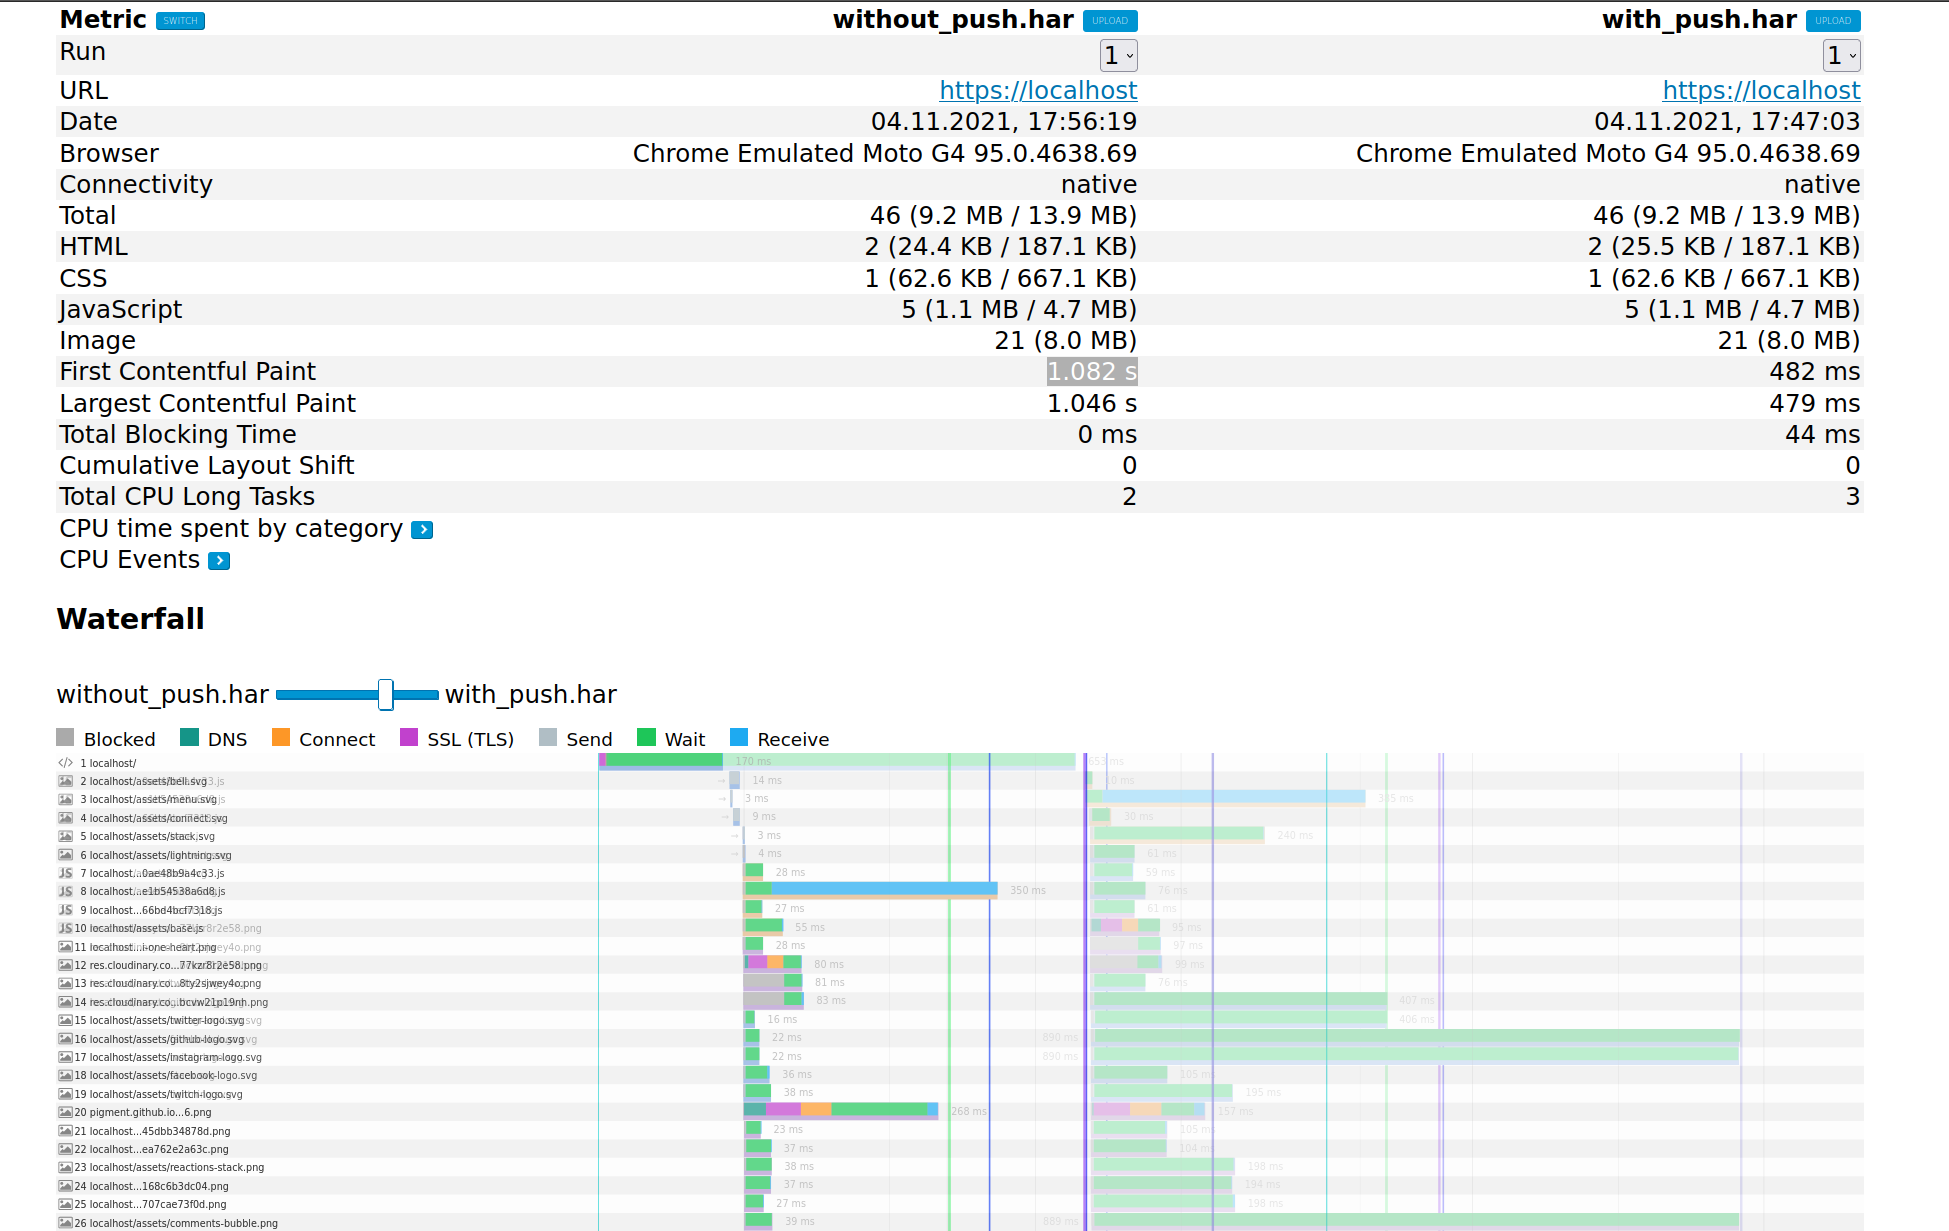 Metric SWITCH without_push.har UPLOAD with_push.har UPLOAD
Run 1 1
URL https://localhost https://localhost
Date 04.11.2021, 17:56:19 04.11.2021, 17:47:03
Browser Chrome Emulated Moto G4 95.0.4638.69 Chrome Emulated Moto G4 95.0.4638.69
Connectivity native native
Total 46 (9.2 MB / 13.9 MB) 46 (9.2 MB / 13.9 MB)
HTML 2 (24.4 KB / 187.1 KB) 2 (25.5 KB / 187.1 KB)
CSS 1 (62.6 KB / 667.1 KB) 1 (62.6 KB / 667.1 KB)
JavaScript 5 (1.1 MB / 4.7 MB) 5 (1.1 MB / 4.7 MB)
Image 21 (8.0 MB) 21 (8.0 MB)
First Contentful Paint 1.082 s 482 ms
Largest Contentful Paint 1.046 s 479 ms
Total Blocking Time 0 ms 44 ms
Cumulative Layout Shift 0 0
Total CPU Long Tasks 2 3
CPU time spent by category
CPU Events
Waterfall
without_push.har with_push.har
Blocked DNS Connect SSL (TLS) Send Wait Receive
</> 1 localhost/ 170 ms 653 ms
2 localhost/assets/bell.svg 14 ms
3 localhost/assets/menu.svg 3 ms
4 localhost/assets/connect.svg 9 ms 30 ms
5 localhost/assets/stack.svg 3 ms 240 ms
6 localhost/assets/lightning.svg 4 ms 61 ms
JS 7 localhost/...0ae48b9a4c33.js 28 ms 59 ms
JS 8 localhost/...e1b54538a6d8.js 350 ms 76 ms
JS 9 localhost...66bd4bcf7318.js 27 ms 61 ms
JS 10 localhost/assets/base.js 55 ms 95 ms
11 localhost...i-one-heart.png 28 ms 97 ms
12 res.cloudinary.co...77kzr8r2e58.png 80 ms 99 ms
13 res.cloudinary.co...8ty2sjwey4o.png 81 ms 76 ms
14 res.cloudinary.co...bcvw21p19nj.png 83 ms 407 ms
15 localhost/assets/twitter-logo.svg 16 ms 406 ms
16 localhost/assets/github-logo.svg 22 ms 890 ms
17 localhost/assets/instagram-logo.svg 22 ms 890 ms
18 localhost/assets/facebook-logo.svg 36 ms 105 ms
19 localhost/assets/twitch-logo.svg 38 ms 195 ms
20 pigment.github.io...6.png 268 ms 157 ms
21 localhost...45dbb34878d.png 23 ms 105 ms
22 localhost...ea762e2a63c.png 37 ms 104 ms
23 localhost/assets/reactions-stack.png 38 ms 198 ms
24 localhost...168c6b3dc04.png 37 ms 194 ms
25 localhost...707cae73f0d.png 27 ms 198 ms
26 localhost/assets/comments-bubble.png 39 ms 889 ms